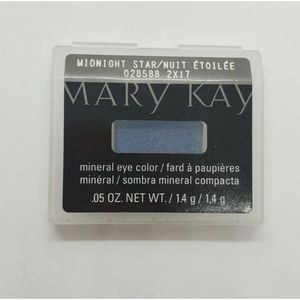 MIDNIGHT STAR/NUIT ÉTOILÉE
028588 2X17
MARY KAY
mineral eye color / fard à paupières
minéral / sombra mineral compacta
.05 OZ. NET WT. / 1.4 g / 1,4 g